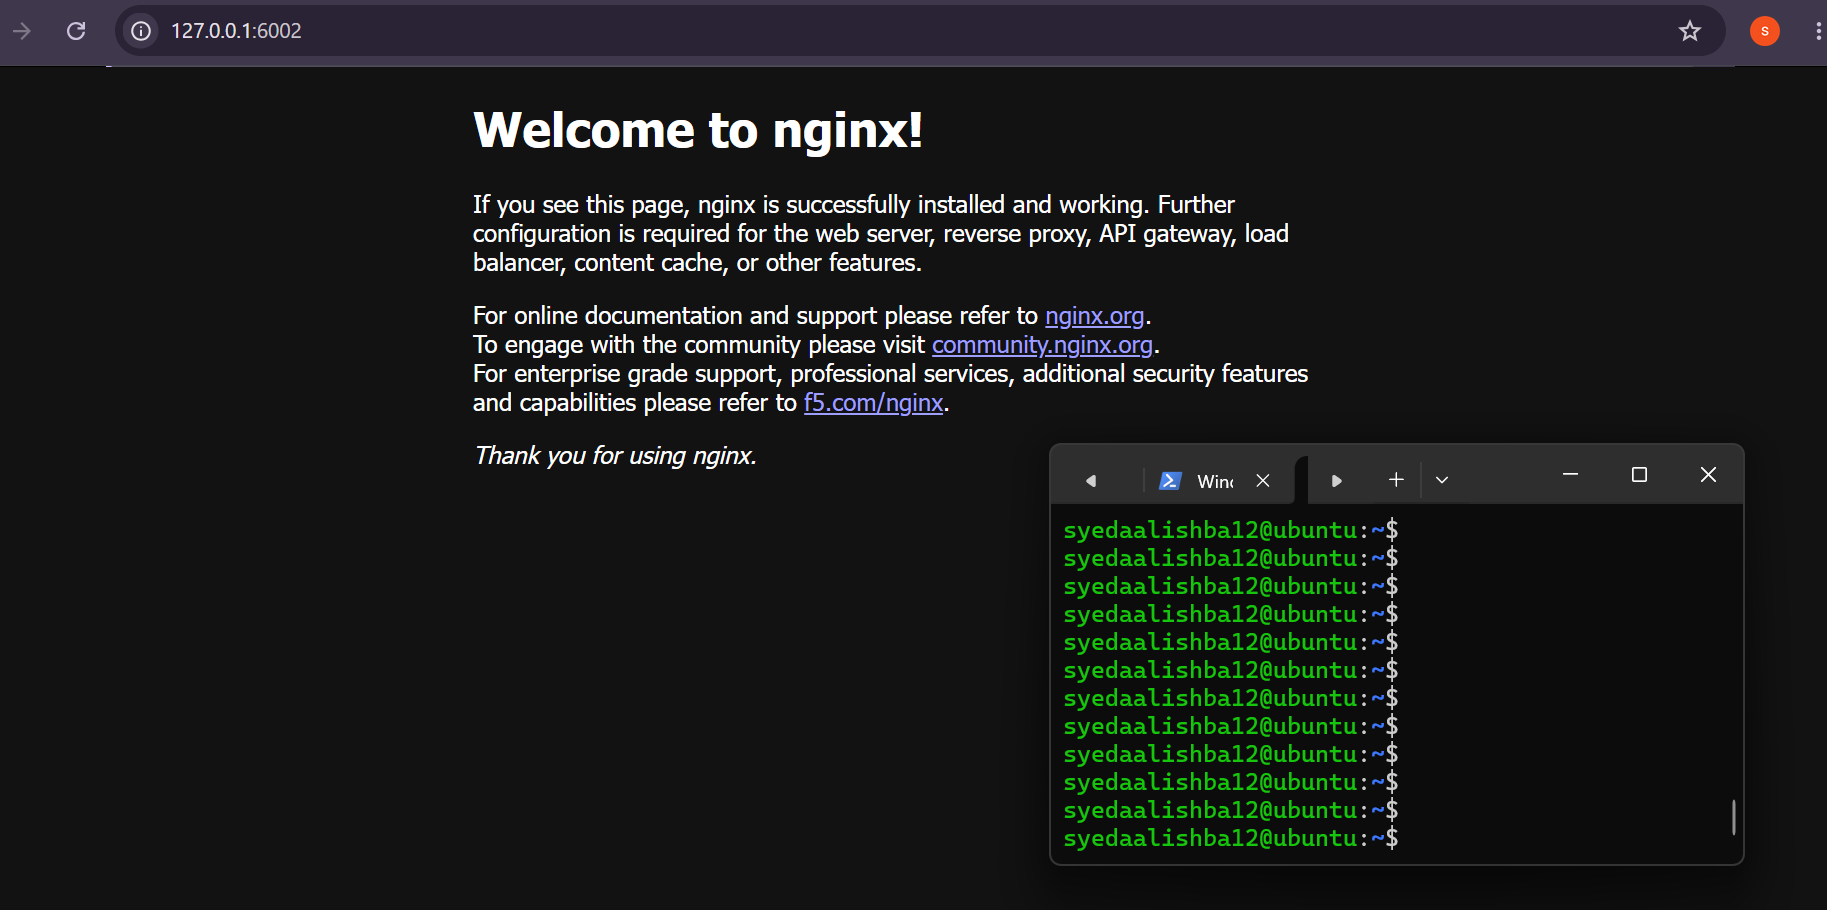 127.0.0.1:6002
S
Welcome to nginx!
If you see this page, nginx is successfully installed and working. Further
configuration is required for the web server, reverse proxy, API gateway, load
balancer, content cache, or other features.
For online documentation and support please refer to nginx.org.
To engage with the community please visit community.nginx.org.
For enterprise grade support, professional services, additional security features
and capabilities please refer to f5.com/nginx.
Thank you for using nginx.
Winc
syedaalishba12@ubuntu:~$
syedaalishba12@ubuntu:~$
syedaalishba12@ubuntu:~$
syedaalishba12@ubuntu:~$
syedaalishba12@ubuntu:~$
syedaalishba12@ubuntu:~$
syedaalishba12@ubuntu:~$
syedaalishba12@ubuntu:~$
syedaalishba12@ubuntu:~$
syedaalishba12@ubuntu:~$
syedaalishba12@ubuntu:~$
syedaalishba12@ubuntu:~$